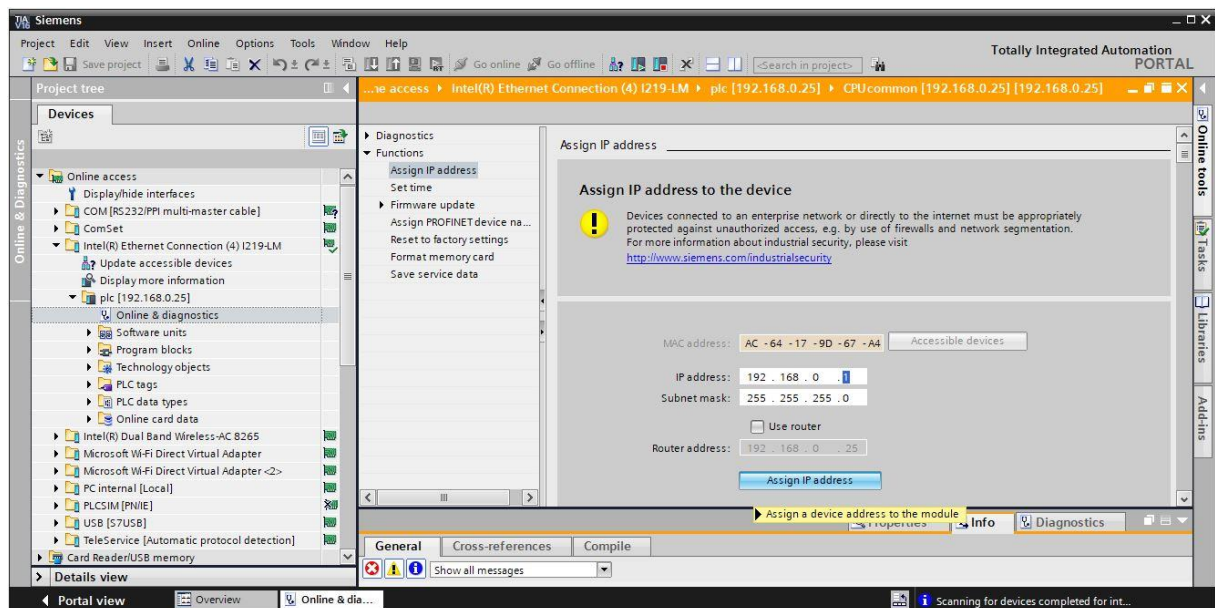 Siemens
Project Edit View Insert Online Options Tools Window Help
Save project Go online Go offline <Search in project>
Totally Integrated Automation
PORTAL
Project tree
Devices
Online access
Display/hide interfaces
COM [RS232/PPI multi-master cable]
ComSet
Intel(R) Ethernet Connection (4) I219-LM
Update accessible devices
Display more information
plc [192.168.0.25]
Online & diagnostics
Software units
Program blocks
Technology objects
PLC tags
PLC data types
Online card data
Intel(R) Dual Band Wireless-AC 8265
Microsoft Wi-Fi Direct Virtual Adapter
Microsoft Wi-Fi Direct Virtual Adapter <2>
PC internal [Local]
PLCSIM [PN/IE]
USB [S7USB]
TeleService [Automatic protocol detection]
Card Reader/USB memory
Details view
Online & Diagnostics
...ne access Intel(R) Ethernet Connection (4) I219-LM plc [192.168.0.25] CPUcommon [192.168.0.25] [192.168.0.25]
Diagnostics
Functions
Assign IP address
Set time
Firmware update
Assign PROFINET device na...
Reset to factory settings
Format memory card
Save service data
Assign IP address
Assign IP address to the device
Devices connected to an enterprise network or directly to the internet must be appropriately
protected against unauthorized access, e.g. by use of firewalls and network segmentation.
For more information about industrial security, please visit
http://www.siemens.com/industrialsecurity
MAC address: AC -64 -17 -9D -67 -A4 Accessible devices
IP address: 192 . 168 . 0 . 1
Subnet mask: 255 . 255 . 255 . 0
Use router
Router address: 192 . 168 . 0 . 25
Assign IP address
Assign a device address to the module
Properties Info Diagnostics
General Cross-references Compile
Show all messages
Online tools
Tasks
Libraries
Add-ins
Portal view Overview Online & dia... Scanning for devices completed for int...